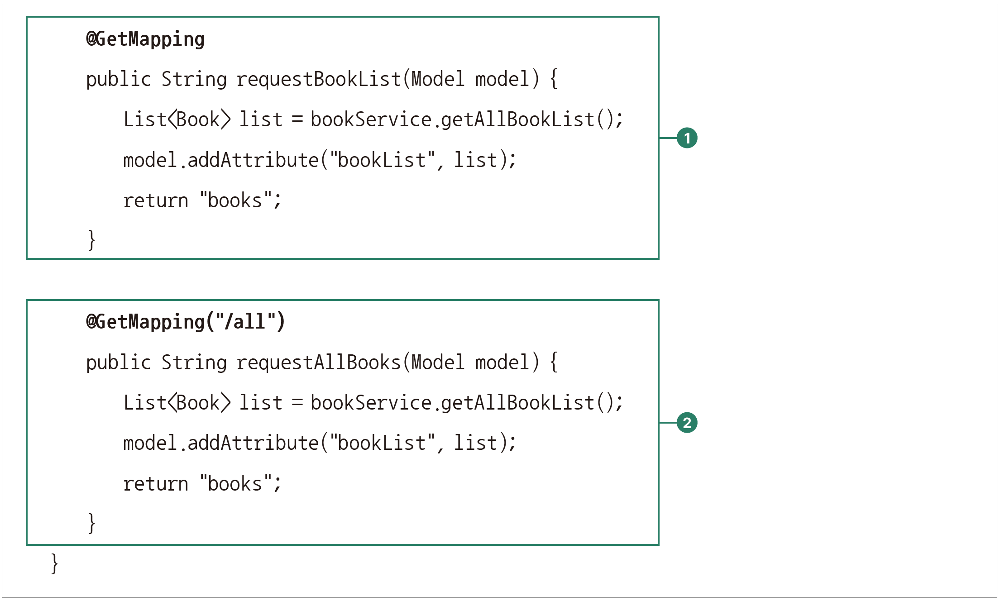 @GetMapping
public String requestBookList(Model model) {
List<Book> list = bookService.getAllBookList();
model.addAttribute("bookList", list);
return "books";
}
1
@GetMapping("/all")
public String requestAllBooks(Model model) {
List<Book> list = bookService.getAllBookList();
model.addAttribute("bookList", list);
return "books";
}
2
}